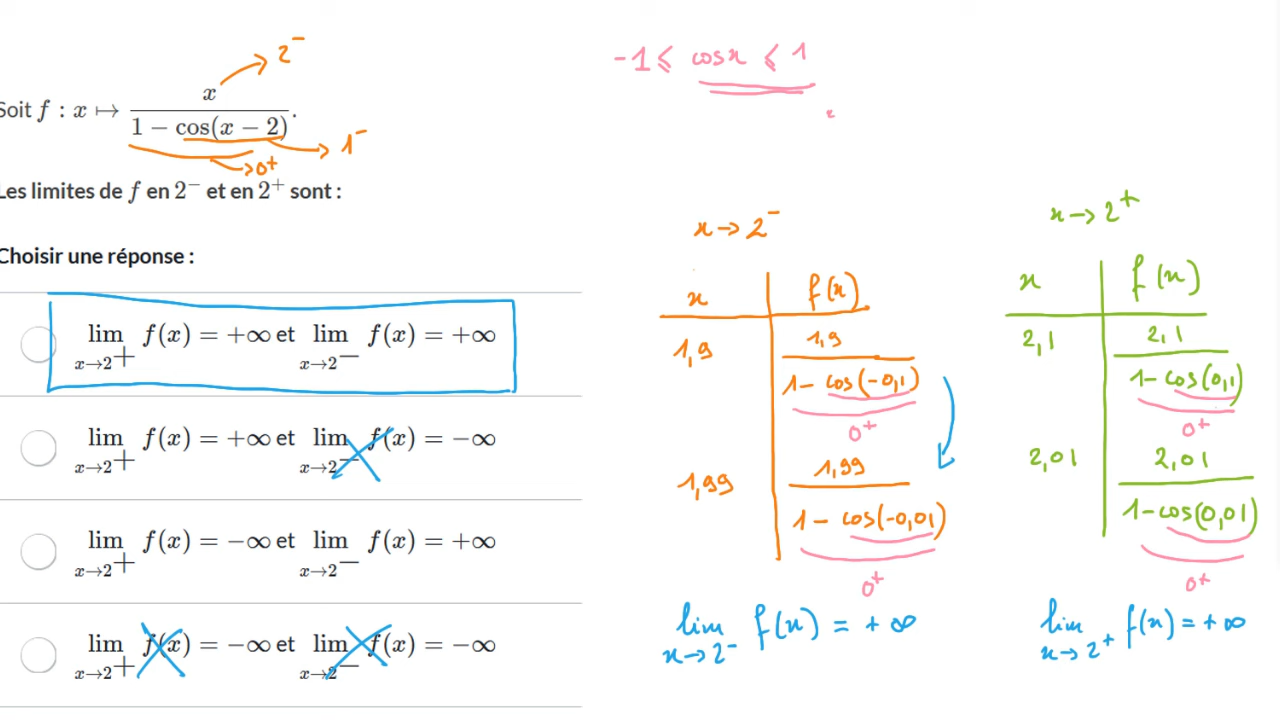 2⁻
-1 ⩽ cosx ⩽ 1
Soit f : x ↦ x / (1 − cos(x − 2)).
1⁻
0⁺
Les limites de f en 2⁻ et en 2⁺ sont :
Choisir une réponse :
lim x→2+ f(x) = +∞ et lim x→2− f(x) = +∞
lim x→2+ f(x) = +∞ et lim x→2− f(x) = −∞
lim x→2+ f(x) = −∞ et lim x→2− f(x) = +∞
lim x→2+ f(x) = −∞ et lim x→2− f(x) = −∞
x → 2⁻
x f(x)
1,9 1,9 / (1 - cos(-0,1))
0⁺
1,99 1,99 / (1 - cos(-0,01))
0⁺
lim x→2⁻ f(x) = +∞
x → 2⁺
x f(x)
2,1 2,1 / (1 - cos(0,1))
0⁺
2,01 2,01 / (1 - cos(0,01))
0⁺
lim x→2⁺ f(x) = +∞